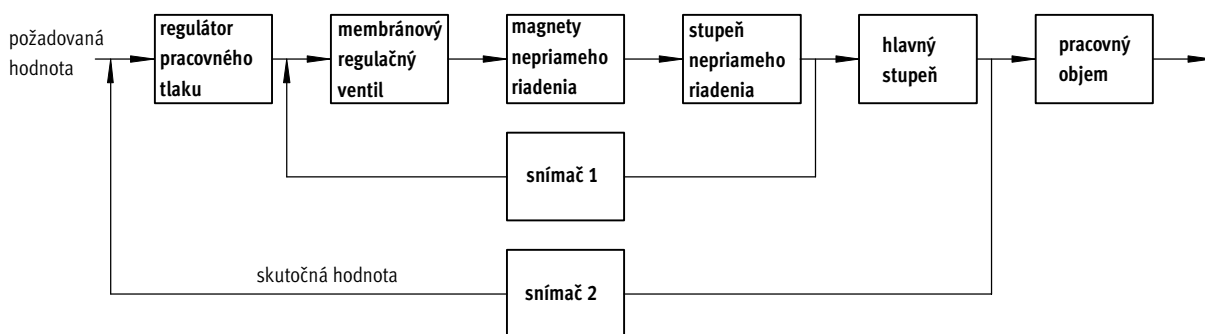 požadovaná
hodnota
regulátor
pracovného
tlaku
membránový
regulačný
ventil
magnety
nepriameho
riadenia
stupeň
nepriameho
riadenia
hlavný
stupeň
pracovný
objem
snímač 1
skutočná hodnota
snímač 2